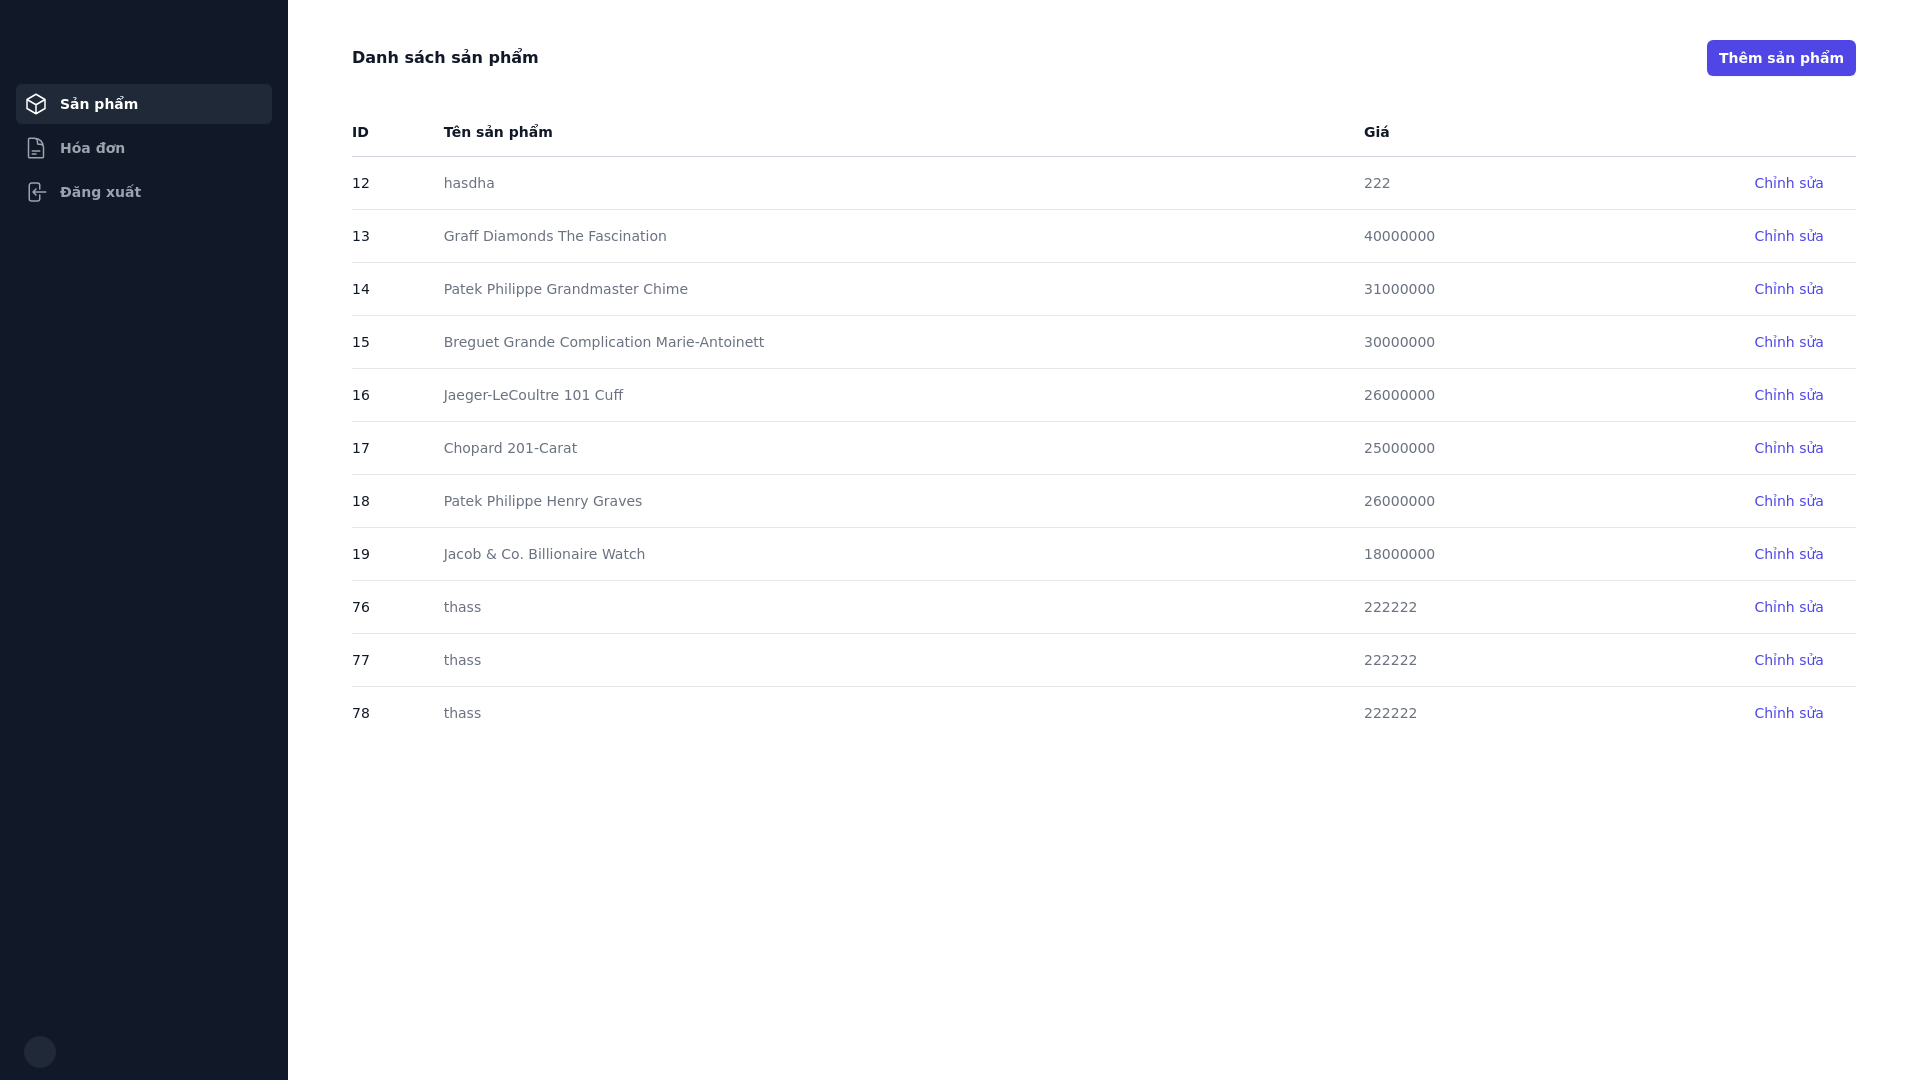 Sản phẩm
Hóa đơn
Đăng xuất
Danh sách sản phẩm
Thêm sản phẩm
ID Tên sản phẩm Giá
12 hasdha 222 Chỉnh sửa
13 Graff Diamonds The Fascination 40000000 Chỉnh sửa
14 Patek Philippe Grandmaster Chime 31000000 Chỉnh sửa
15 Breguet Grande Complication Marie-Antoinett 30000000 Chỉnh sửa
16 Jaeger-LeCoultre 101 Cuff 26000000 Chỉnh sửa
17 Chopard 201-Carat 25000000 Chỉnh sửa
18 Patek Philippe Henry Graves 26000000 Chỉnh sửa
19 Jacob & Co. Billionaire Watch 18000000 Chỉnh sửa
76 thass 222222 Chỉnh sửa
77 thass 222222 Chỉnh sửa
78 thass 222222 Chỉnh sửa